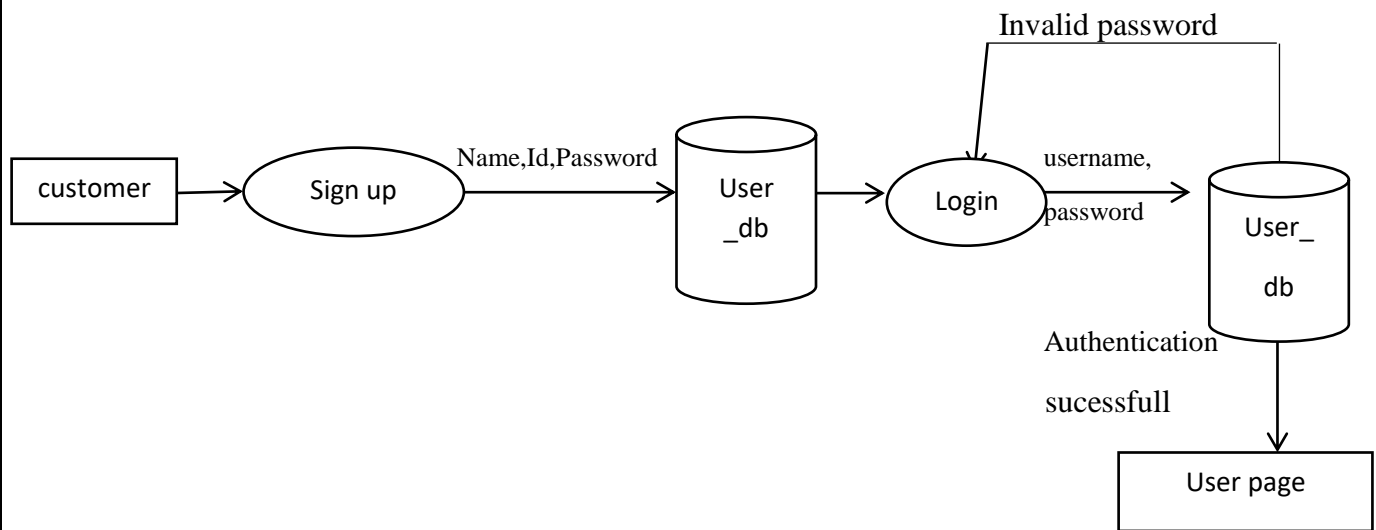 Invalid password
customer
Sign up
Name,Id,Password
User
_db
Login
username,
password
User_
db
Authentication
sucessfull
User page